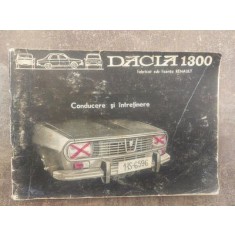 DACIA 1300
fabricat sub licenţa RENAULT
Conducere şi întreţinere